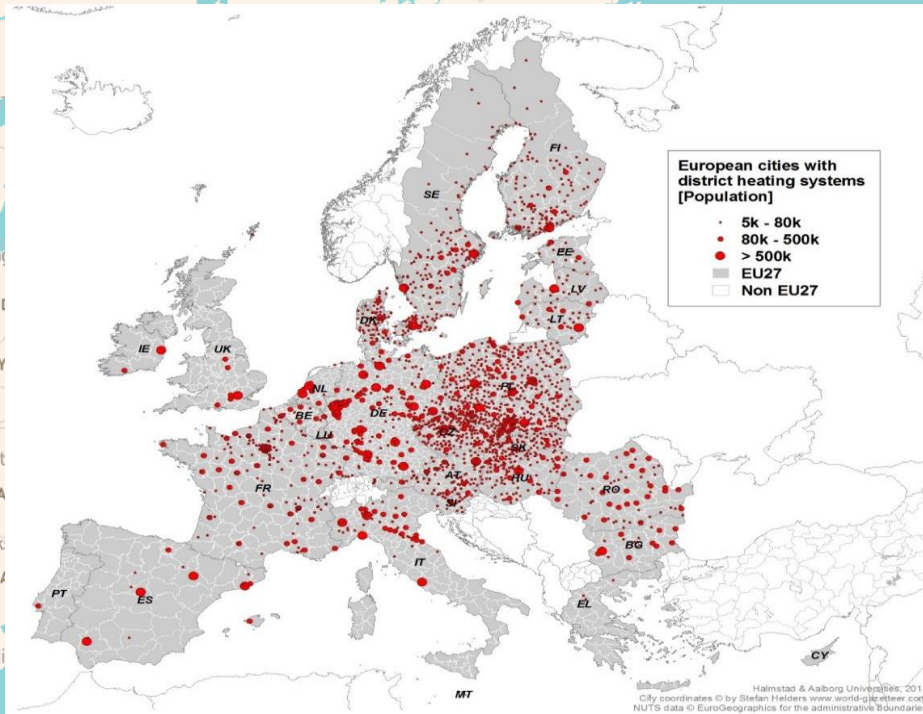 European cities with
district heating systems
[Population]
5k - 80k
80k - 500k
> 500k
EU27
Non EU27
FI
SE
EE
LV
LT
DK
IE
UK
NL
PL
BE
DE
LU
CZ
SK
AT
HU
FR
SI
RO
BG
IT
PT
ES
EL
CY
MT
Halmstad & Aalborg Universities, 201
City coordinates © by Stefan Helders www.world-gazetteer.com
NUTS data © EuroGeographics for the administrative boundarie